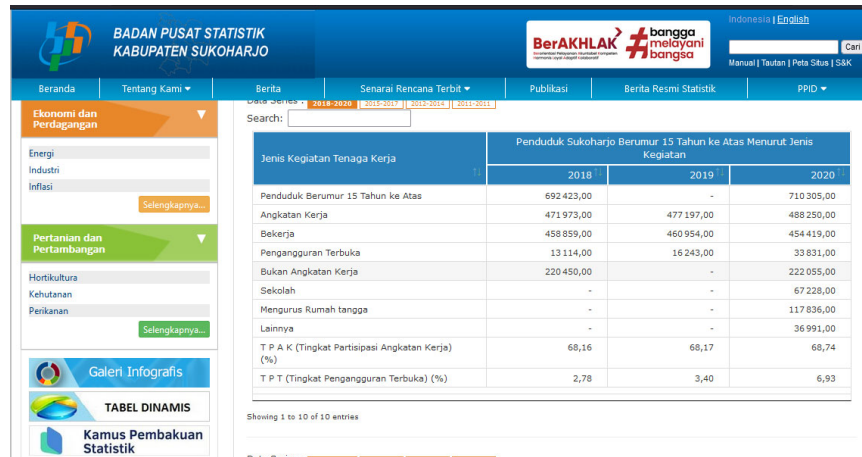 BADAN PUSAT STATISTIK
KABUPATEN SUKOHARJO
BerAKHLAK
bangga
melayani
bangsa
Indonesia | English
Cari
Manual | Tautan | Peta Situs | S&K
Beranda
Tentang Kami
Berita
Senarai Rencana Terbit
Publikasi
Berita Resmi Statistik
PPID
Ekonomi dan
Perdagangan
Energi
Industri
Inflasi
Selengkapnya...
Pertanian dan
Pertambangan
Hortikultura
Kehutanan
Perikanan
Selengkapnya...
Galeri Infografis
TABEL DINAMIS
Kamus Pembakuan
Statistik
Data Series : 2018-2020 2015-2017 2012-2014 2011-2011
Search:
Jenis Kegiatan Tenaga Kerja
Penduduk Sukoharjo Berumur 15 Tahun ke Atas Menurut Jenis
Kegiatan
2018 2019 2020
Penduduk Berumur 15 Tahun ke Atas 692 423,00 - 710 305,00
Angkatan Kerja 471 973,00 477 197,00 488 250,00
Bekerja 458 859,00 460 954,00 454 419,00
Pengangguran Terbuka 13 114,00 16 243,00 33 831,00
Bukan Angkatan Kerja 220 450,00 - 222 055,00
Sekolah - - 67 228,00
Mengurus Rumah tangga - - 117 836,00
Lainnya - - 36 991,00
T P A K (Tingkat Partisipasi Angkatan Kerja)
(%) 68,16 68,17 68,74
T P T (Tingkat Pengangguran Terbuka) (%) 2,78 3,40 6,93
Showing 1 to 10 of 10 entries